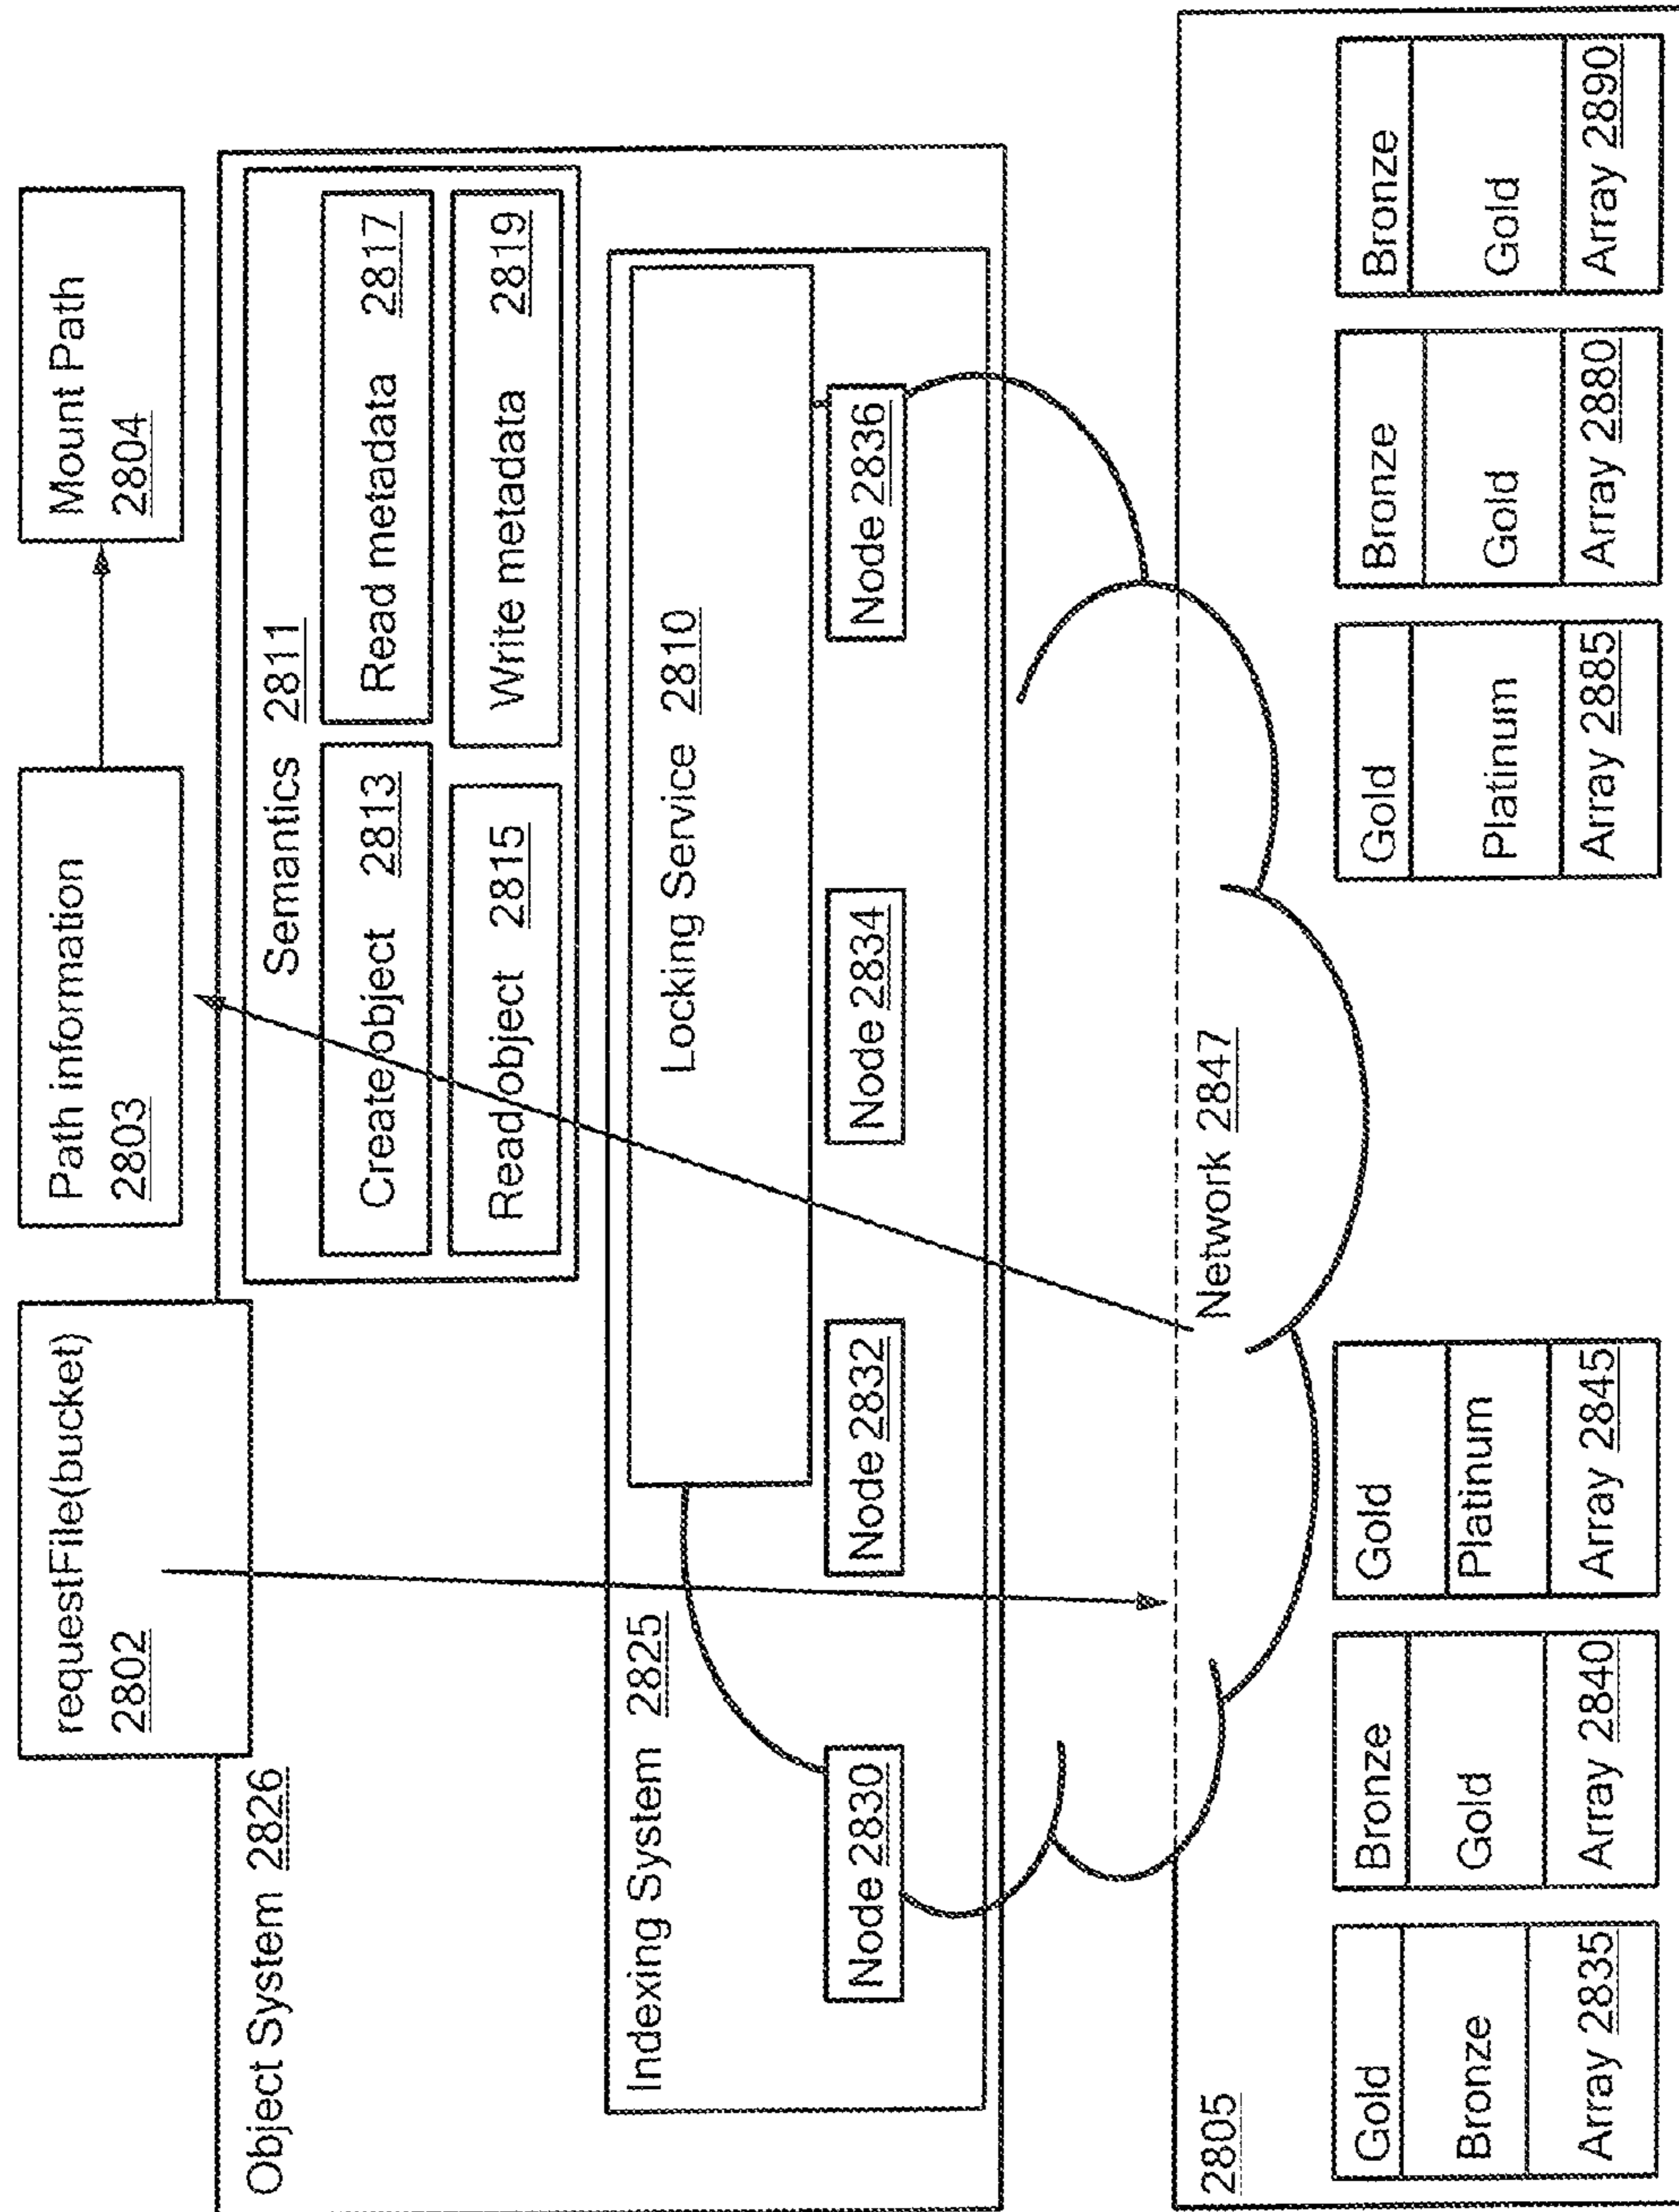 requestFile(bucket)
2802
Path information
2803
Mount Path
2804
Object System 2826
Semantics 2811
Create object 2813
Read metadata 2817
Read object 2815
Write metadata 2819
Indexing System 2825
Locking Service 2810
Node 2830
Node 2832
Node 2834
Node 2836
2805
Network 2847
Gold
Bronze
Array 2835
Bronze
Gold
Array 2840
Gold
Platinum
Array 2845
Gold
Platinum
Array 2885
Bronze
Gold
Array 2880
Bronze
Gold
Array 2890